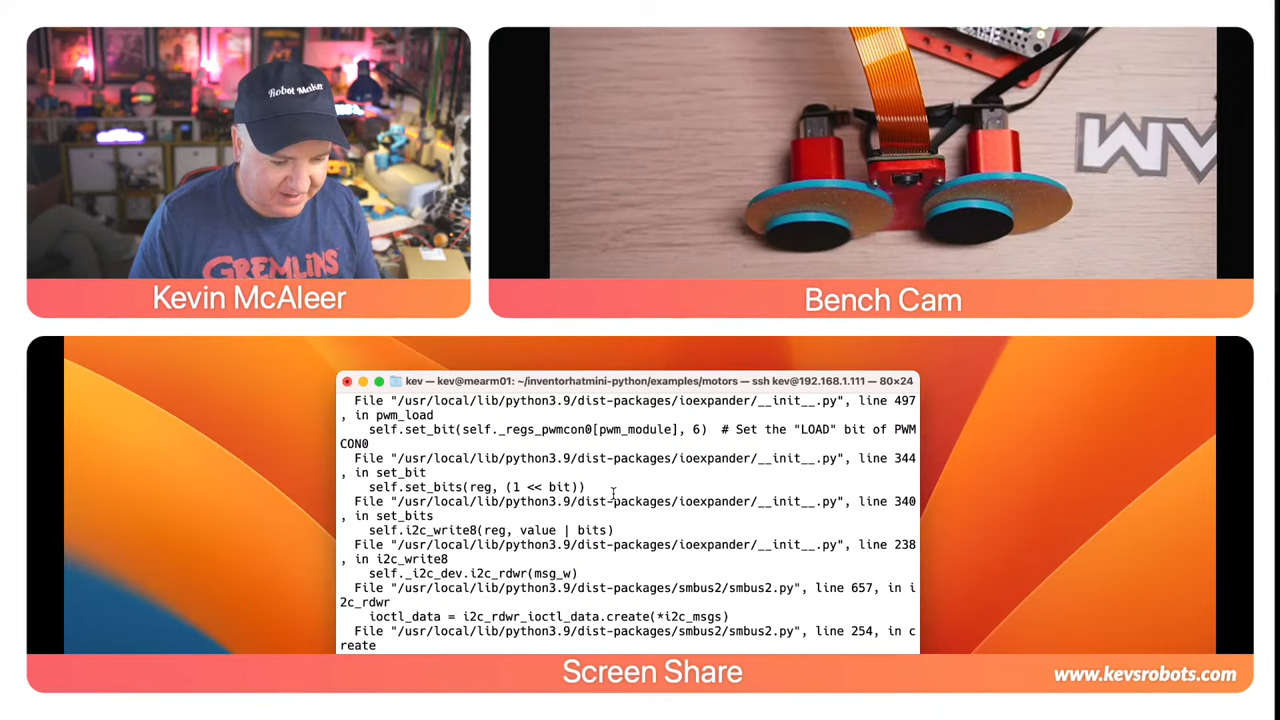 Robot Maker
GREMLINS
Kevin McAleer
Bench Cam
kev — kev@mearm01: ~/inventorhatmini-python/examples/motors — ssh kev@192.168.1.111 — 80×24
  File "/usr/local/lib/python3.9/dist-packages/ioexpander/__init__.py", line 497
, in pwm_load
    self.set_bit(self._regs_pwmcon0[pwm_module], 6)  # Set the "LOAD" bit of PWM
CON0
  File "/usr/local/lib/python3.9/dist-packages/ioexpander/__init__.py", line 344
, in set_bit
    self.set_bits(reg, (1 << bit))
  File "/usr/local/lib/python3.9/dist-packages/ioexpander/__init__.py", line 340
, in set_bits
    self.i2c_write8(reg, value | bits)
  File "/usr/local/lib/python3.9/dist-packages/ioexpander/__init__.py", line 238
, in i2c_write8
    self._i2c_dev.i2c_rdwr(msg_w)
  File "/usr/local/lib/python3.9/dist-packages/smbus2/smbus2.py", line 657, in i
2c_rdwr
    ioctl_data = i2c_rdwr_ioctl_data.create(*i2c_msgs)
  File "/usr/local/lib/python3.9/dist-packages/smbus2/smbus2.py", line 254, in c
reate
Screen Share
www.kevsrobots.com